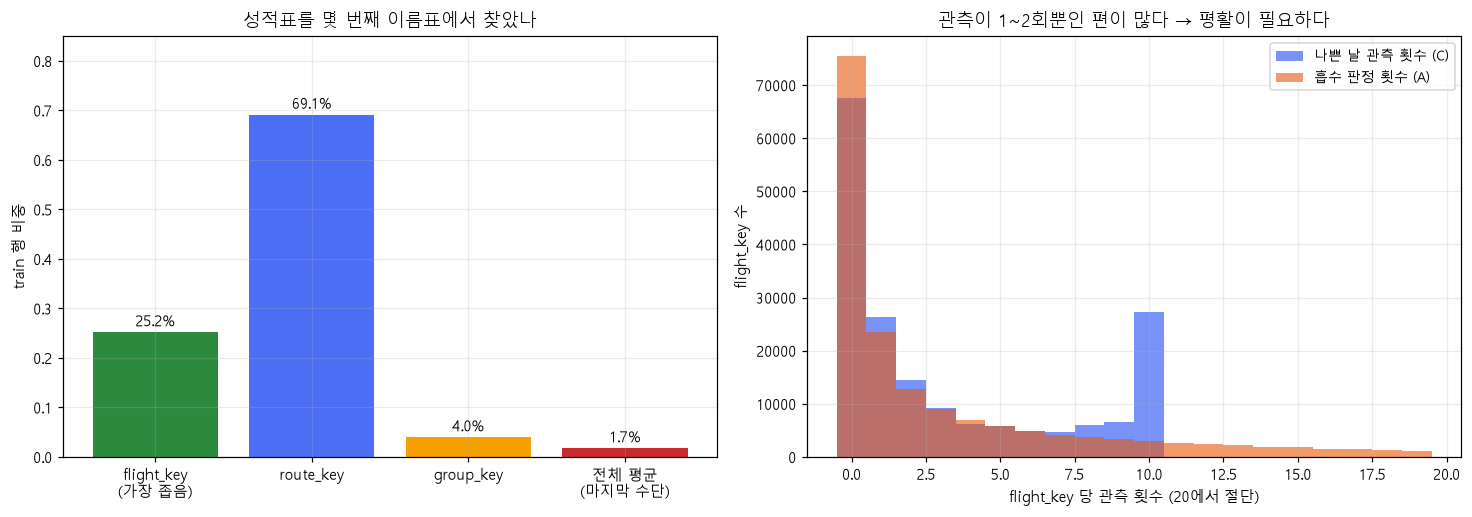 성적표를 몇 번째 이름표에서 찾았나
train 행 비중
0.8
0.7
0.6
0.5
0.4
0.3
0.2
0.1
0.0
25.2%
69.1%
4.0%
1.7%
flight_key
(가장 좁음)
route_key
group_key
전체 평균
(마지막 수단)
관측이 1~2회뿐인 편이 많다 → 평활이 필요하다
나쁜 날 관측 횟수 (C)
흡수 판정 횟수 (A)
flight_key 수
70000
60000
50000
40000
30000
20000
10000
0
0.0
2.5
5.0
7.5
10.0
12.5
15.0
17.5
20.0
flight_key 당 관측 횟수 (20에서 절단)